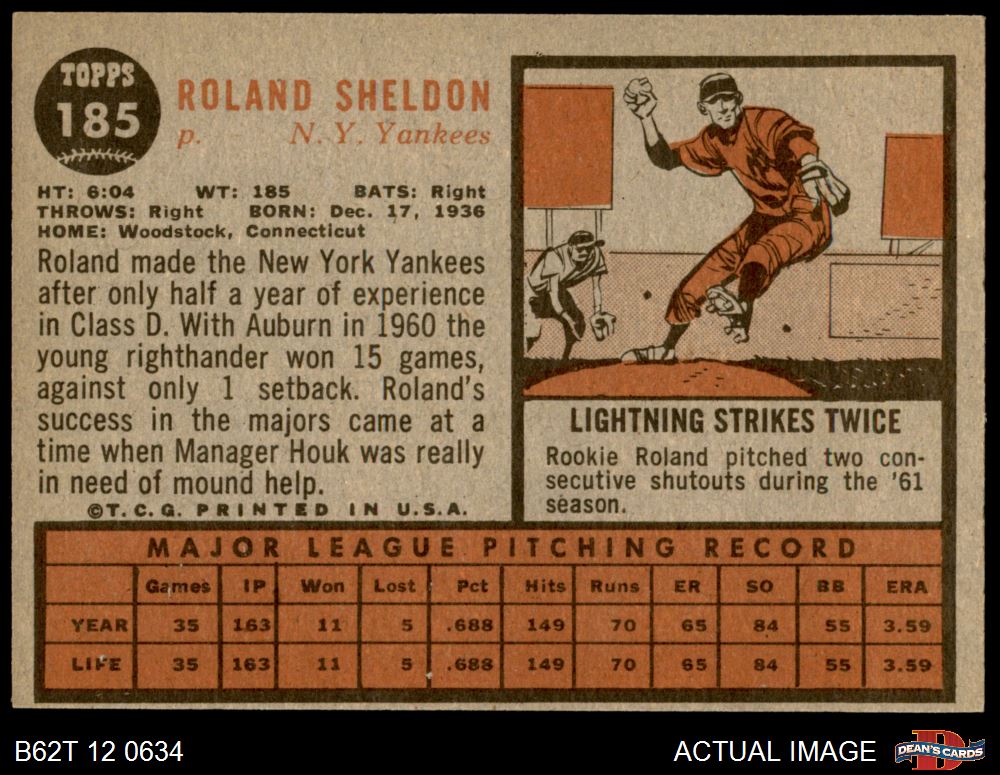 TOPPS
185
ROLAND SHELDON
p. N. Y. Yankees
HT: 6:04 WT: 185 BATS: Right
THROWS: Right BORN: Dec. 17, 1936
HOME: Woodstock, Connecticut
Roland made the New York Yankees
after only half a year of experience
in Class D. With Auburn in 1960 the
young righthander won 15 games,
against only 1 setback. Roland's
success in the majors came at a
time when Manager Houk was really
in need of mound help.
©T. C. G. PRINTED IN U.S.A.
LIGHTNING STRIKES TWICE
Rookie Roland pitched two con-
secutive shutouts during the '61
season.
MAJOR LEAGUE PITCHING RECORD
Games IP Won Lost Pct Hits Runs ER SO BB ERA
YEAR 35 163 11 5 .688 149 70 65 84 55 3.59
LIFE 35 163 11 5 .688 149 70 65 84 55 3.59
B62T 12 0634
ACTUAL IMAGE
DEAN'S CARDS